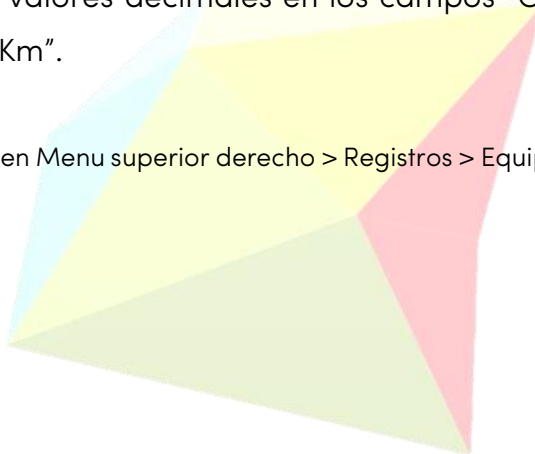 valores decimales en los campos "C
Km".
en Menu superior derecho > Registros > Equip